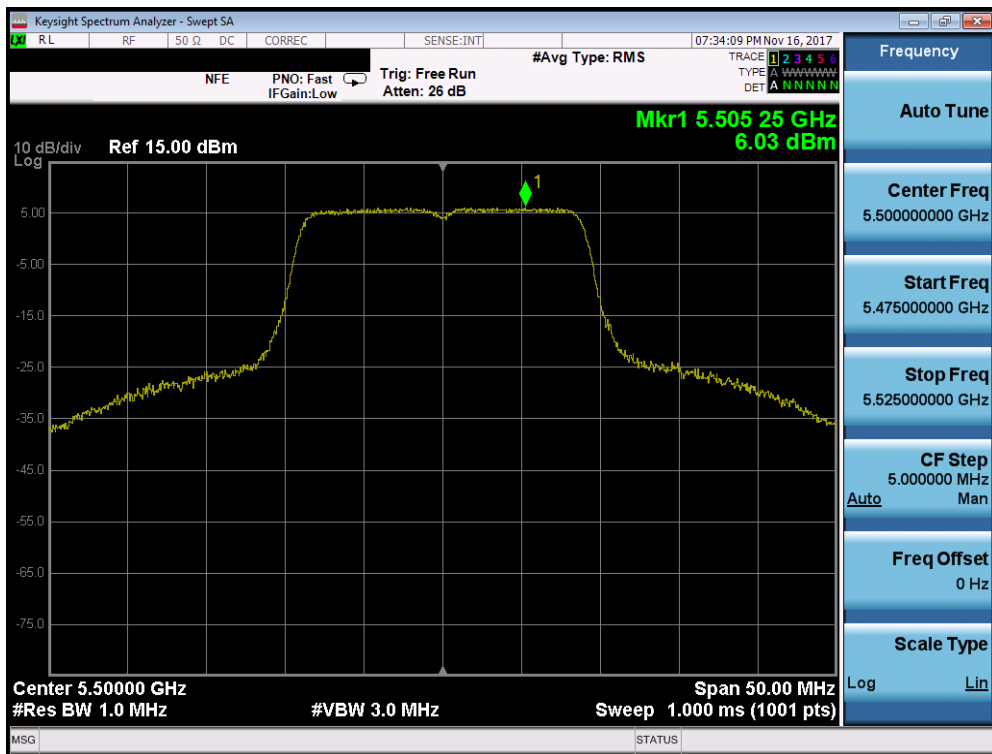 Keysight Spectrum Analyzer - Swept SA
LXI RL RF 50 Ω DC CORREC SENSE:INT 07:34:09 PM Nov 16, 2017
NFE PNO: Fast Trig: Free Run #Avg Type: RMS TRACE 1 2 3 4 5 6
IFGain:Low Atten: 26 dB TYPE A WWWWW
DET A N N N N N
Mkr1 5.505 25 GHz
10 dB/div Ref 15.00 dBm 6.03 dBm
Log
1
5.00
-5.00
-15.0
-25.0
-35.0
-45.0
-55.0
-65.0
-75.0
Center 5.50000 GHz Span 50.00 MHz
#Res BW 1.0 MHz #VBW 3.0 MHz Sweep 1.000 ms (1001 pts)
MSG STATUS
Frequency
Auto Tune
Center Freq
5.500000000 GHz
Start Freq
5.475000000 GHz
Stop Freq
5.525000000 GHz
CF Step
5.000000 MHz
Auto Man
Freq Offset
0 Hz
Scale Type
Log Lin